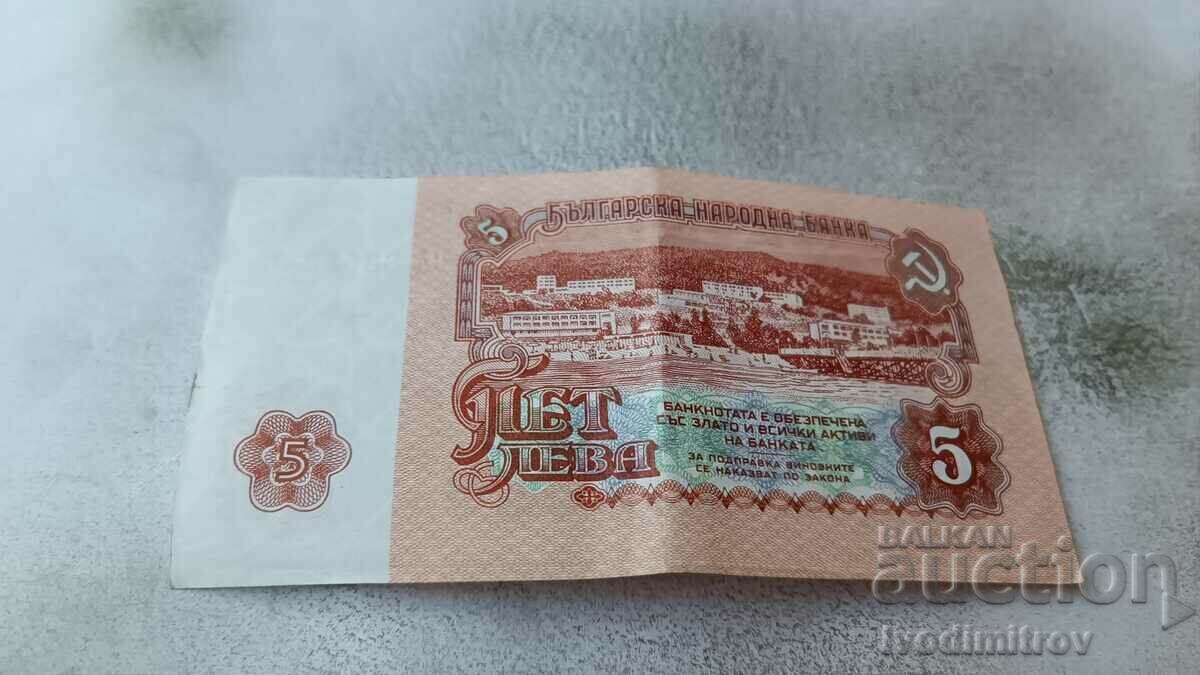 БЪЛГАРСКА НАРОДНА БАНКА
5
ПЕТ
ЛЕВА
БАНКНОТАТА Е ОБЕЗПЕЧЕНА
СЪС ЗЛАТО И ВСИЧКИ АКТИВИ
НА БАНКАТА
ЗА ПОДПРАВКА ВИНОВНИТЕ
СЕ НАКАЗВАТ ПО ЗАКОНА
5
5
BALKAN
auction
Ivodimitrov